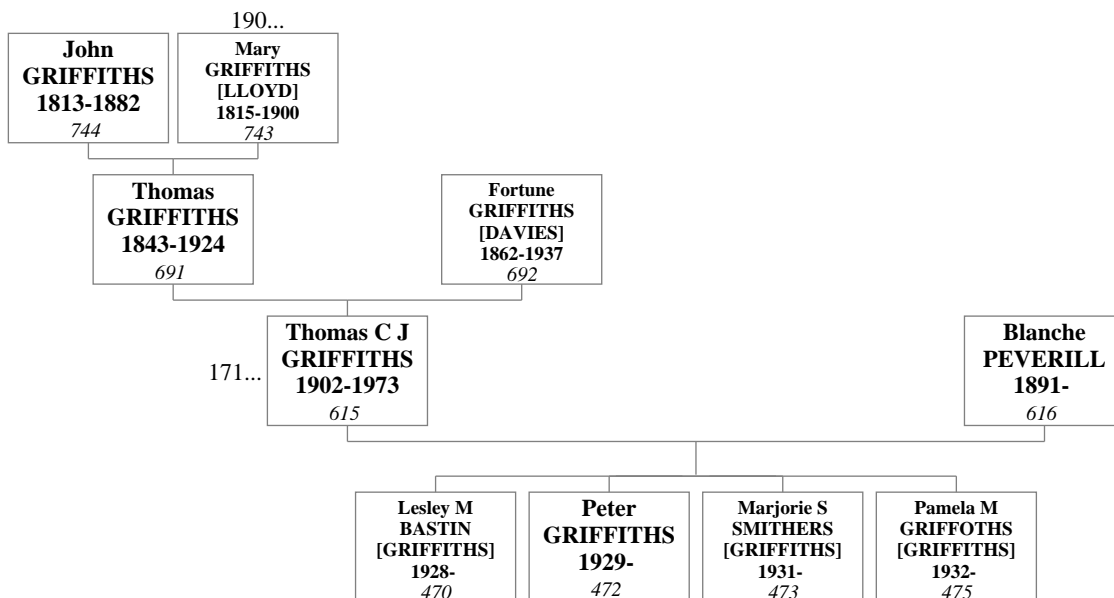 190...
John
GRIFFITHS
1813-1882
744
Mary
GRIFFITHS
[LLOYD]
1815-1900
743
Thomas
GRIFFITHS
1843-1924
691
Fortune
GRIFFITHS
[DAVIES]
1862-1937
692
171...
Thomas C J
GRIFFITHS
1902-1973
615
Blanche
PEVERILL
1891-
616
Lesley M
BASTIN
[GRIFFITHS]
1928-
470
Peter
GRIFFITHS
1929-
472
Marjorie S
SMITHERS
[GRIFFITHS]
1931-
473
Pamela M
GRIFFOTHS
[GRIFFITHS]
1932-
475